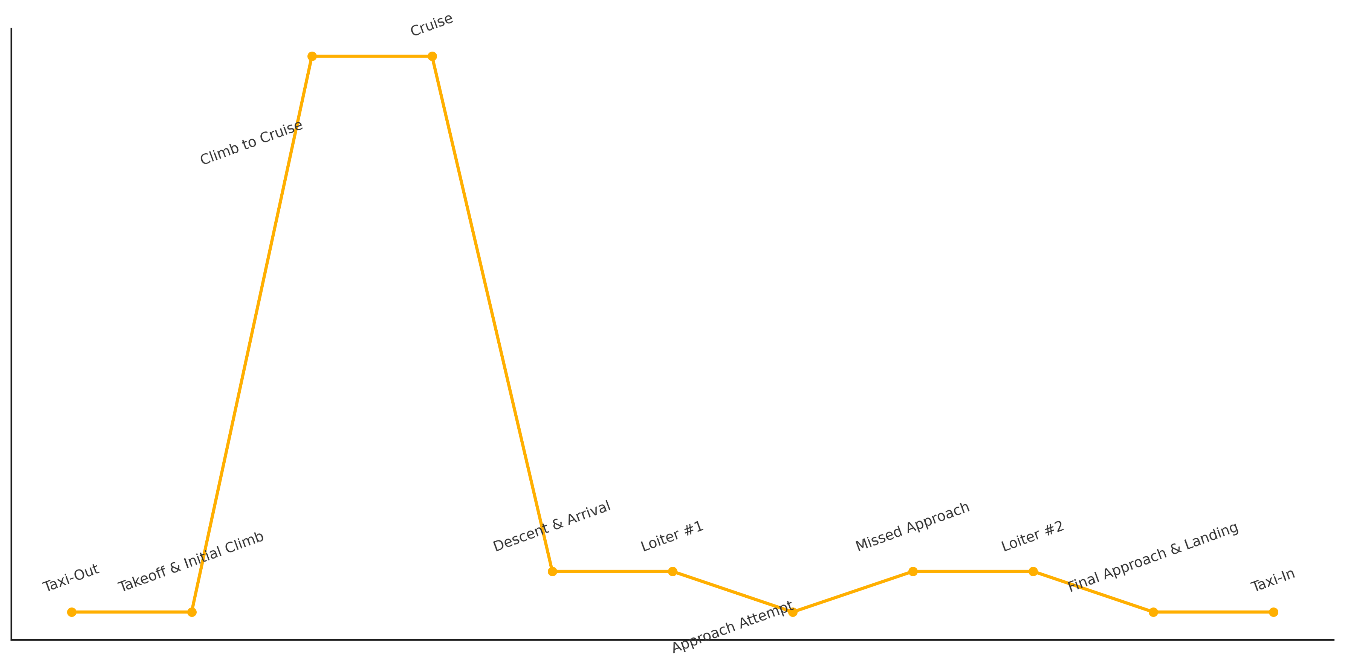 Taxi-Out
Takeoff & Initial Climb
Climb to Cruise
Cruise
Descent & Arrival
Loiter #1
Approach Attempt
Missed Approach
Loiter #2
Final Approach & Landing
Taxi-In